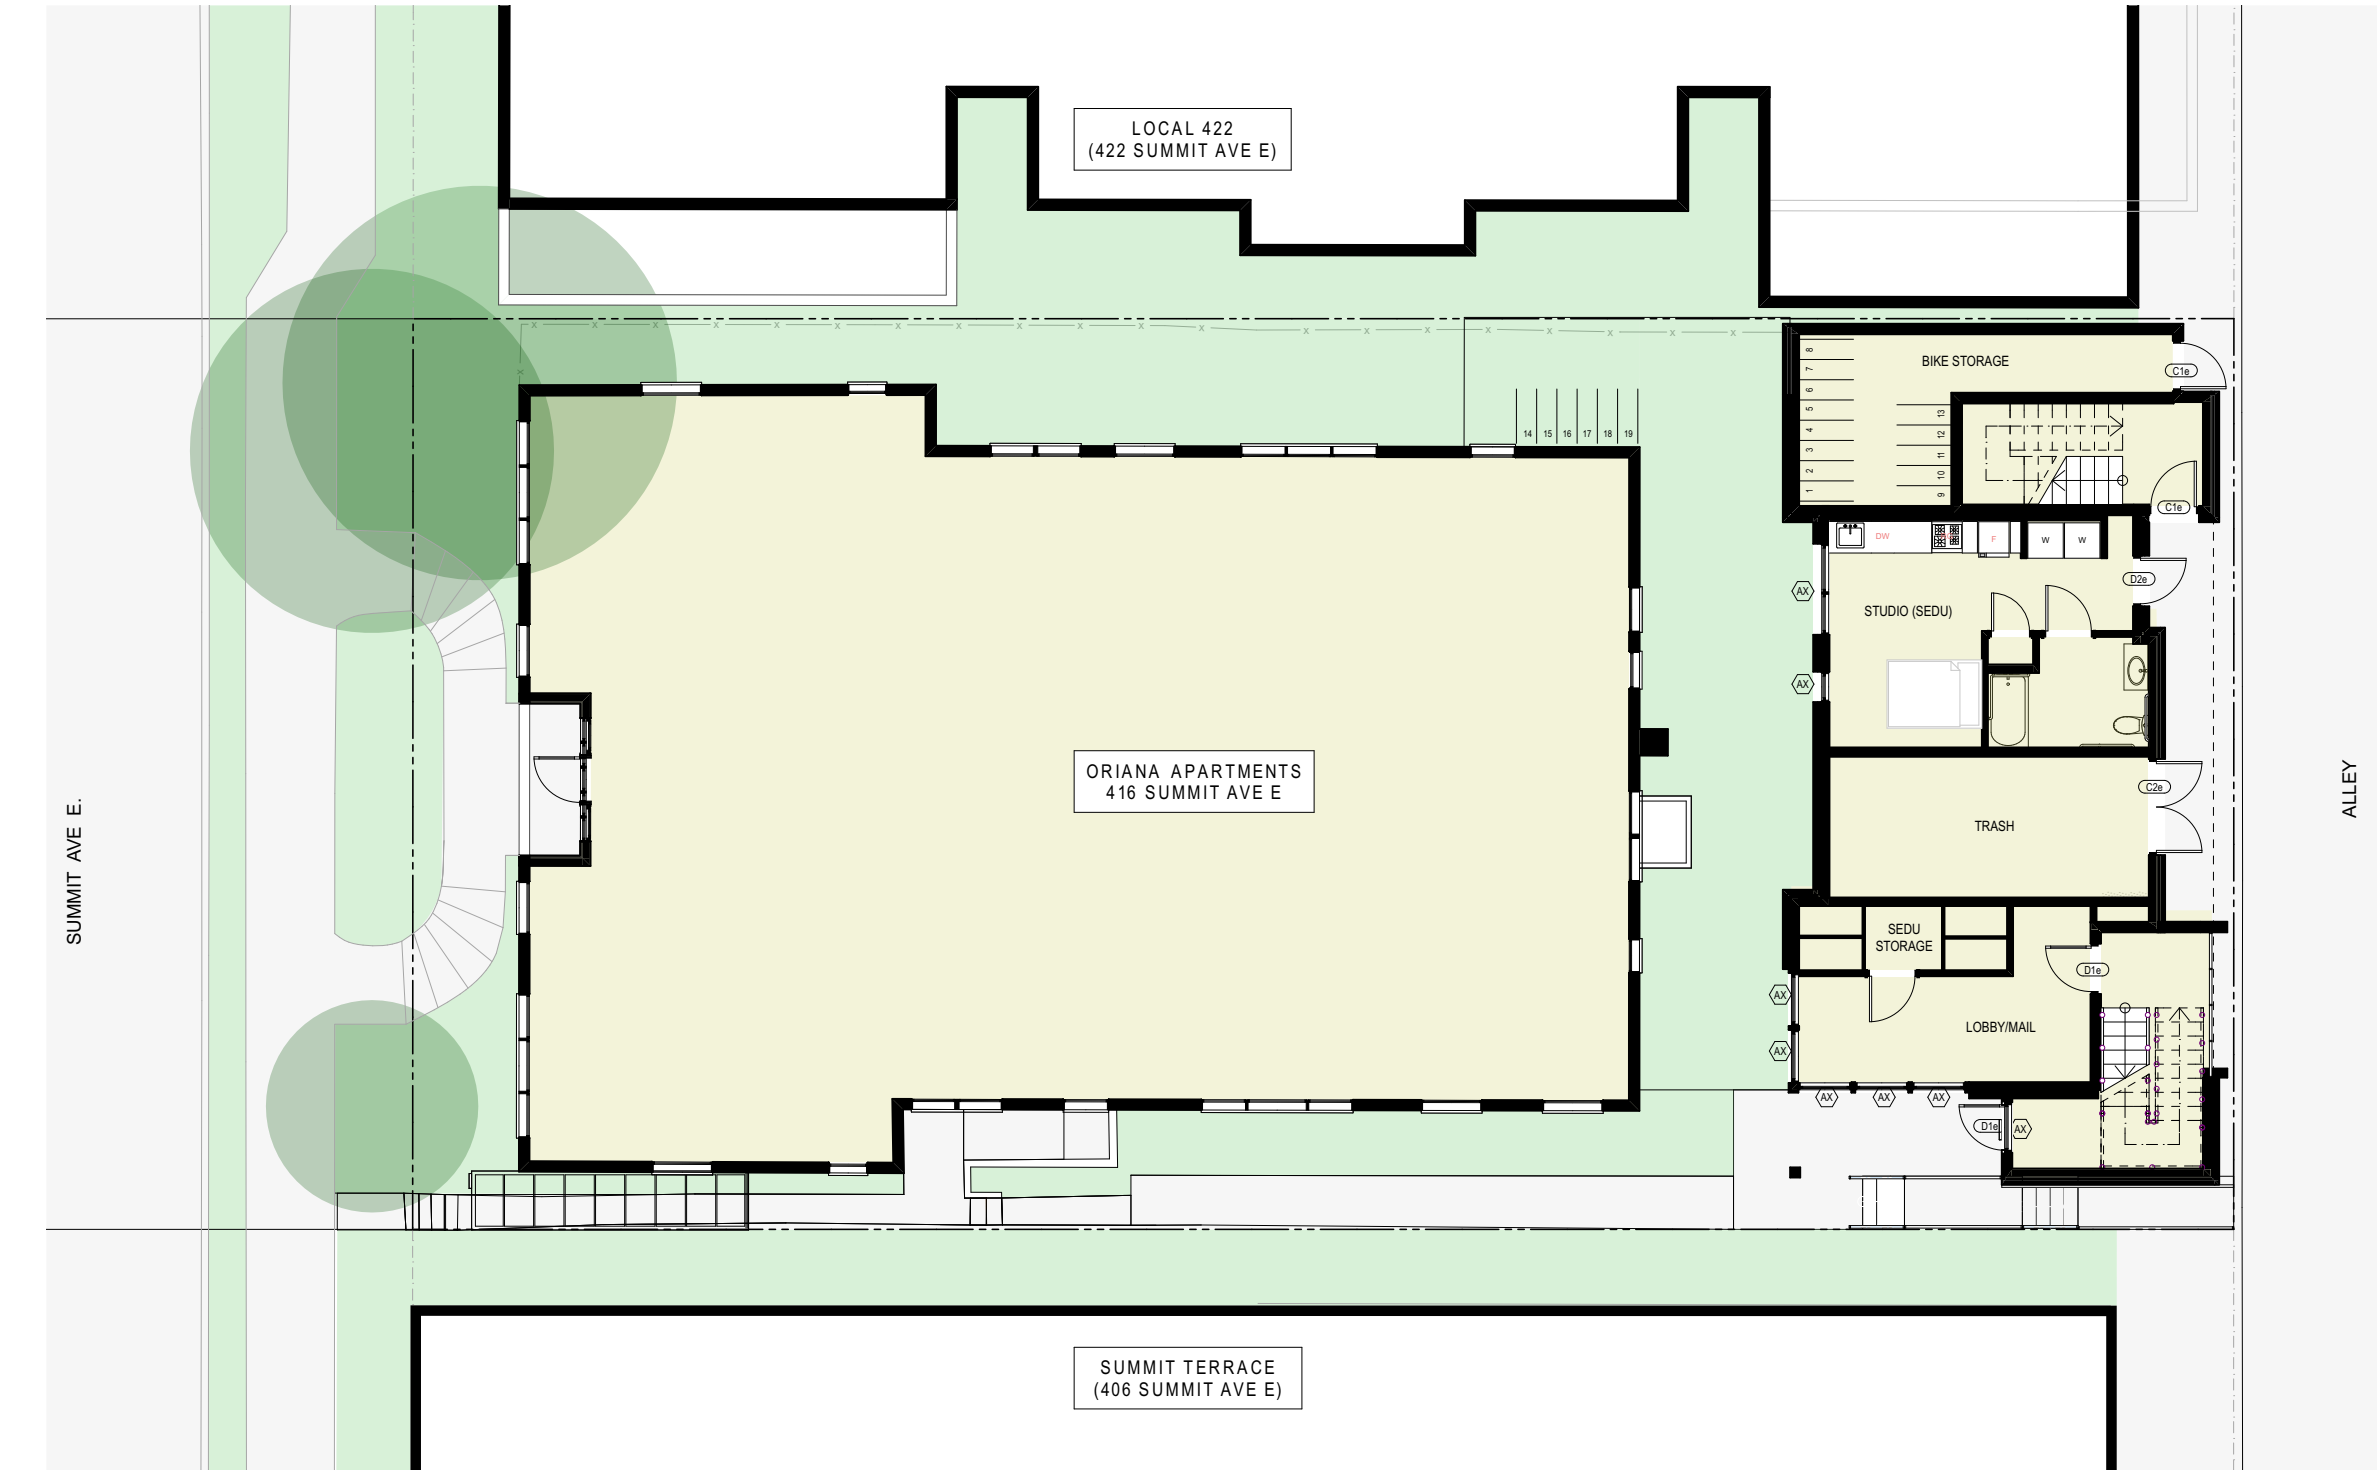 LOCAL 422
(422 SUMMIT AVE E)
x x x x x x x x x x x x x x x x x x x x x
x
BIKE STORAGE
C1e
8
7
6
5
4
3
2
1
13
12
11
10
9
14 15 16 17 18 19
C1e
DW
F
W W
D2e
AX
STUDIO (SEDU)
AX
ORIANA APARTMENTS
416 SUMMIT AVE E
C2e
TRASH
SUMMIT AVE E.
ALLEY
SEDU
STORAGE
D1e
AX
LOBBY/MAIL
AX
AX AX AX
D1e
AX
SUMMIT TERRACE
(406 SUMMIT AVE E)